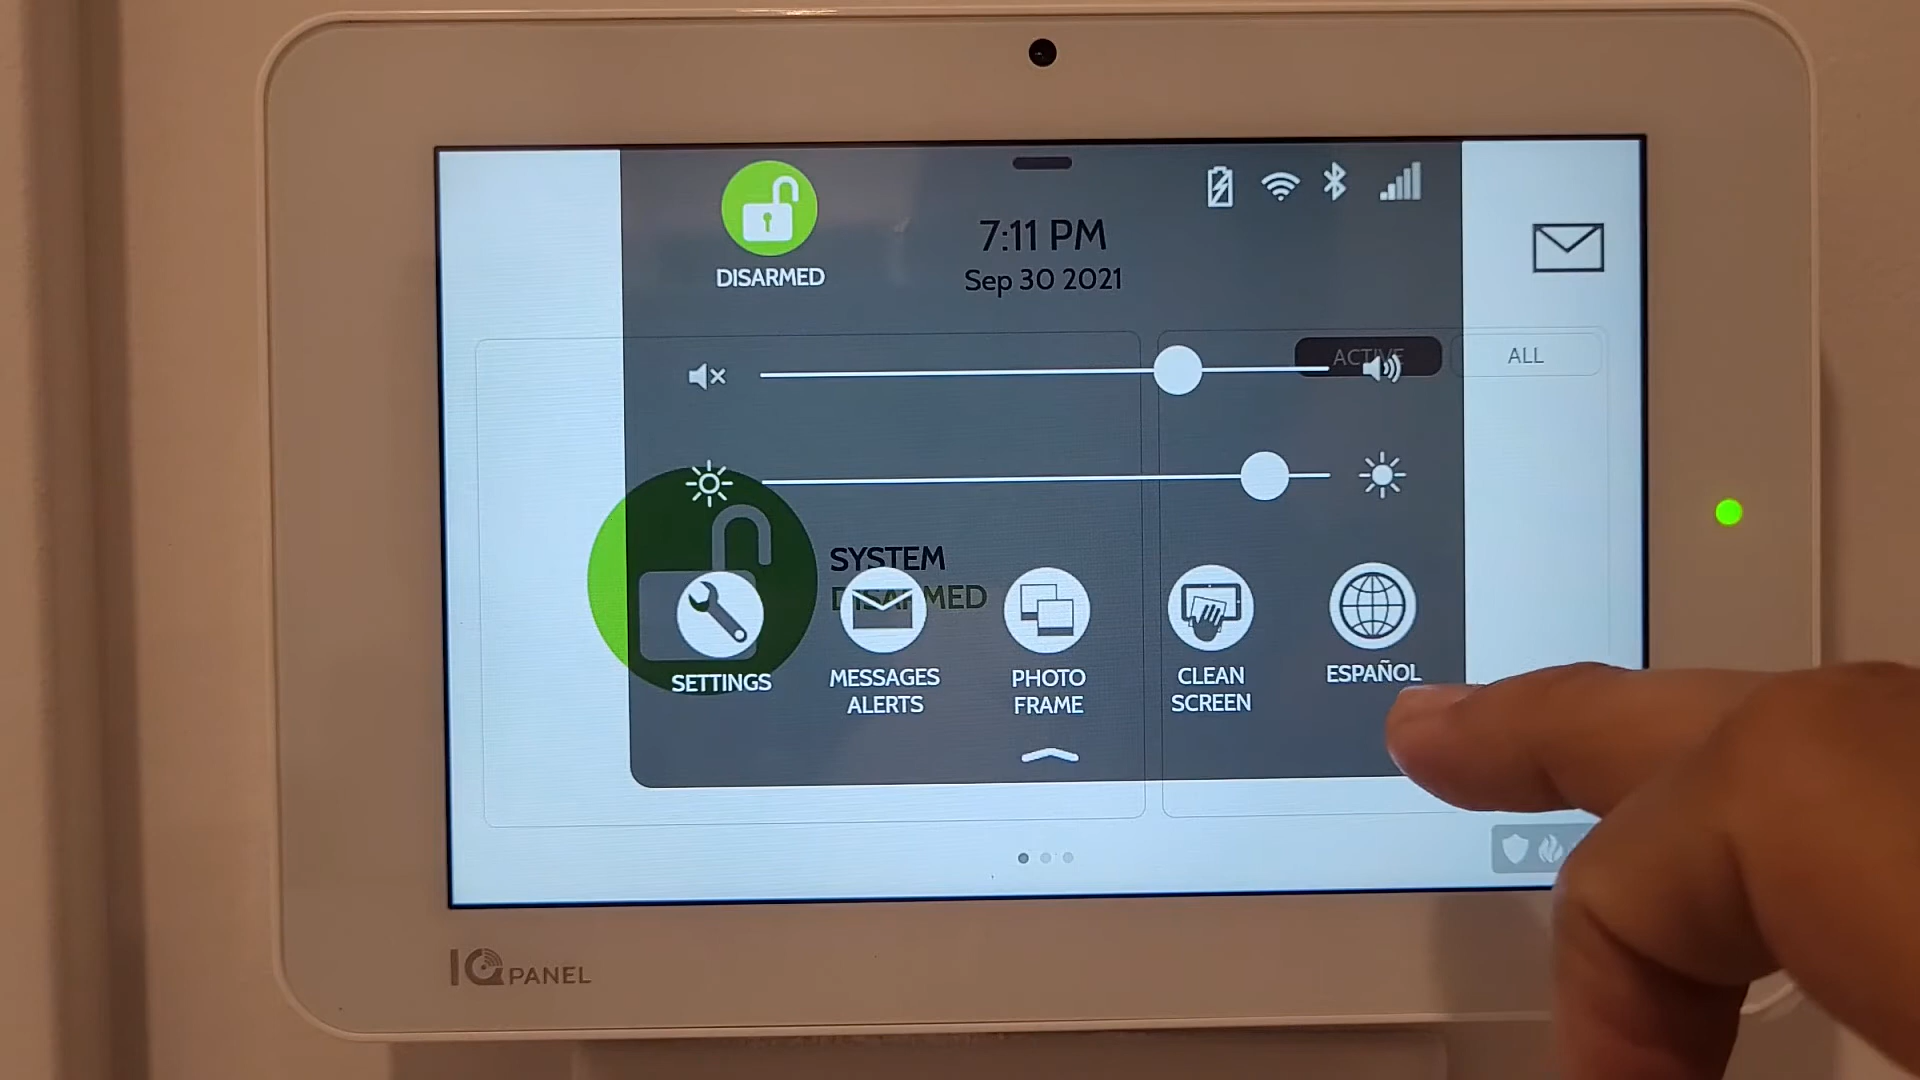 DISARMED
7:11 PM
Sep 30 2021
ACTIVE
ALL
SYSTEM
DISARMED
SETTINGS
MESSAGES
ALERTS
PHOTO
FRAME
CLEAN
SCREEN
ESPAÑOL
IQ PANEL